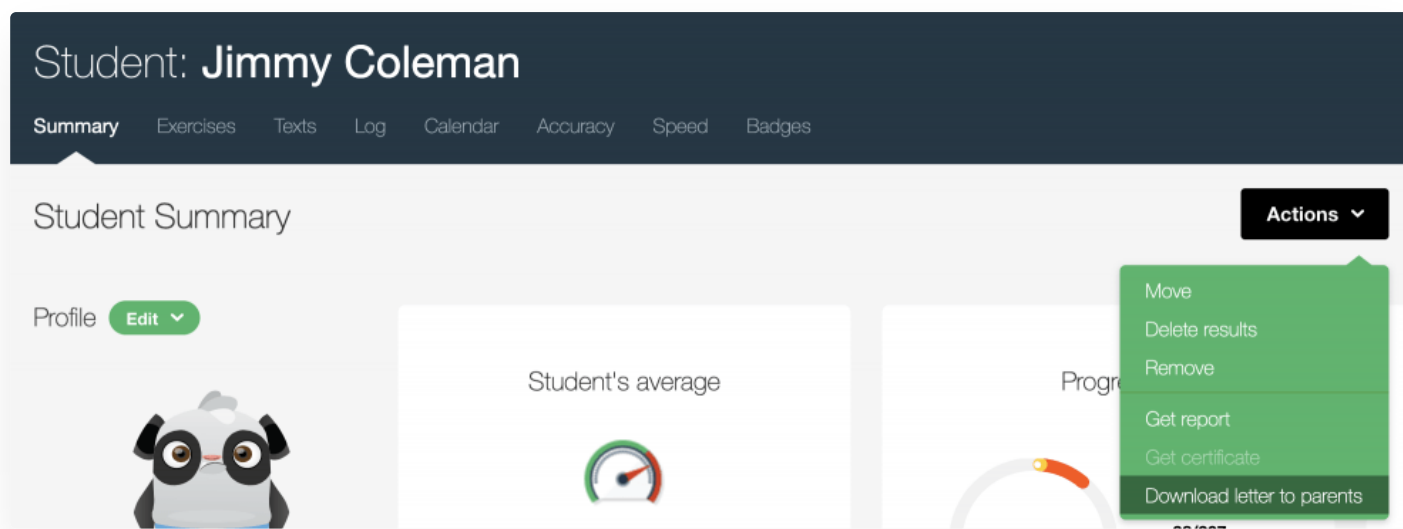 Student: Jimmy Coleman
Summary Exercises Texts Log Calendar Accuracy Speed Badges
Student Summary
Actions
Move
Delete results
Remove
Get report
Get certificate
Download letter to parents
Profile Edit
Student's average